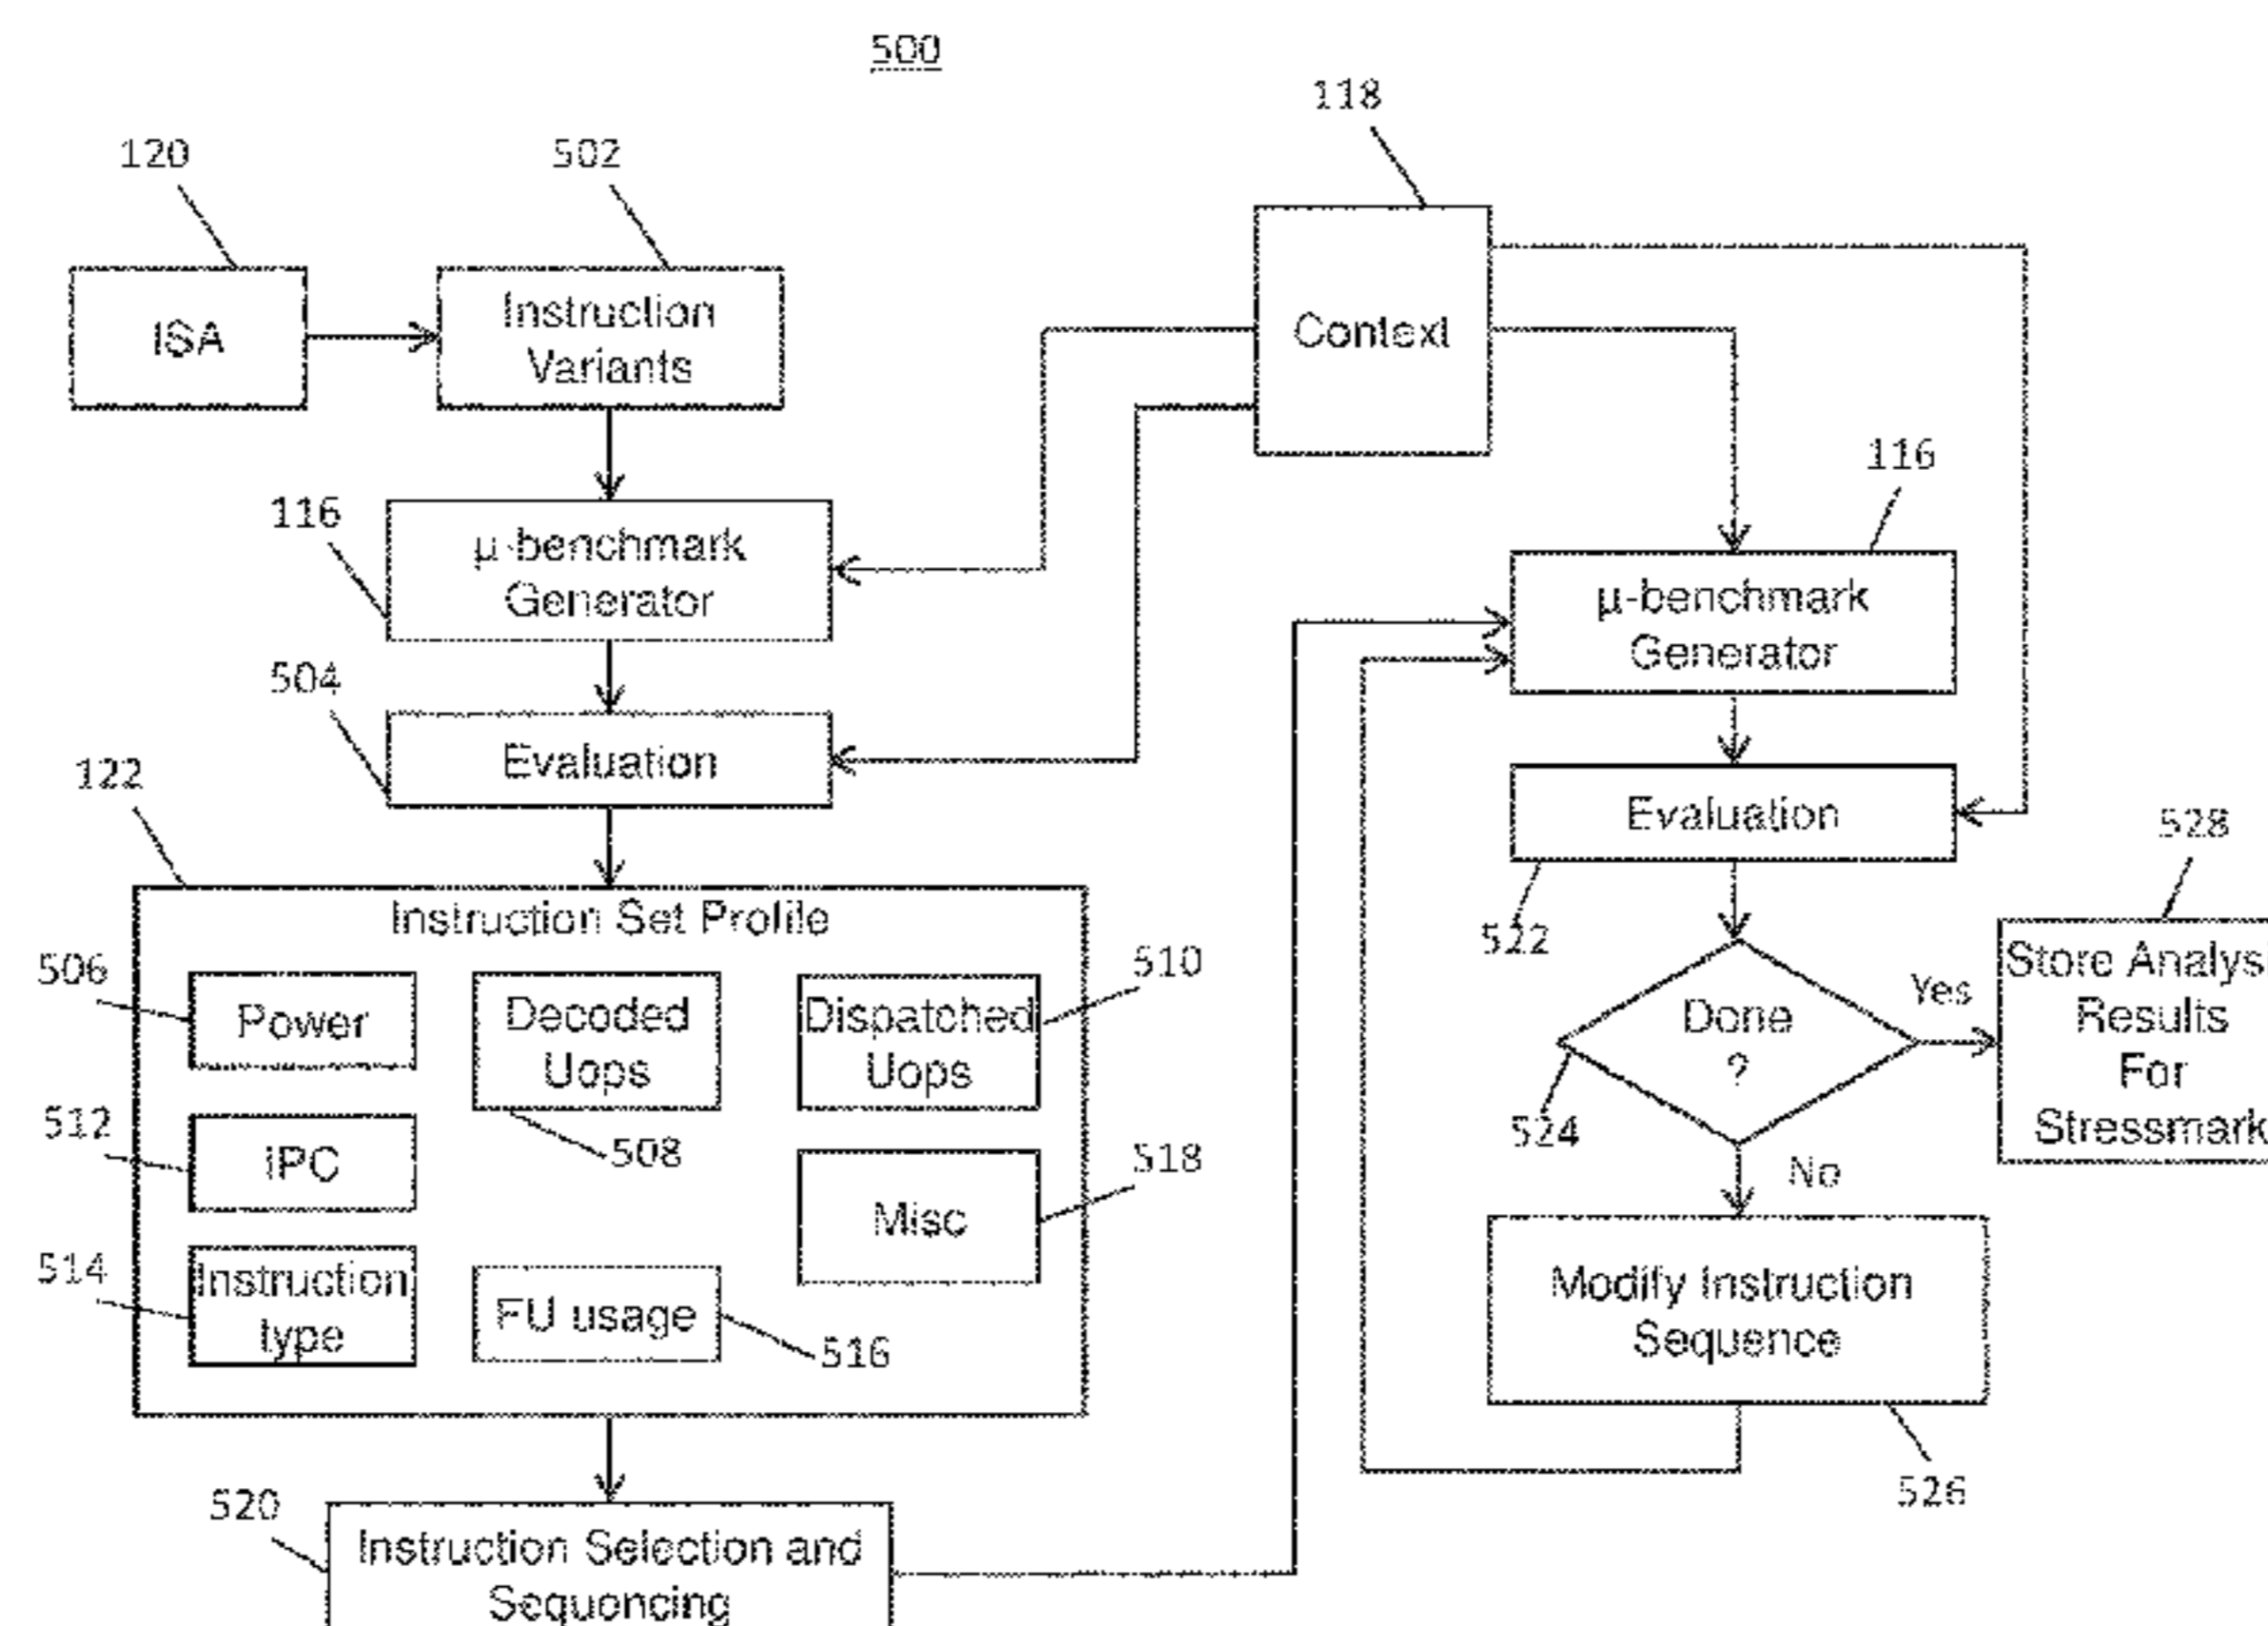 500
118
120
502
ISA
Instruction
Variants
Context
116
116
µ-benchmark
Generator
µ-benchmark
Generator
504
Evaluation
122
Evaluation
528
522
Instruction Set Profile
506
Power
Decoded
Uops
Dispatched
Uops
510
Done
?
Yes
Store Analysi
Results
For
Stressmark
524
512
IPC
508
518
Misc
No
514
Instruction
type
FU usage
516
Modify Instruction
Sequence
526
520
Instruction Selection and
Sequencing